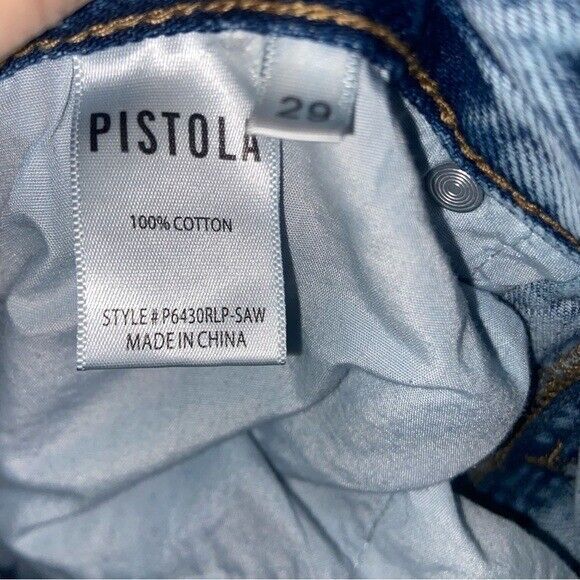 29
PISTOLA
100% COTTON
STYLE # P6430RLP-SAW
MADE IN CHINA